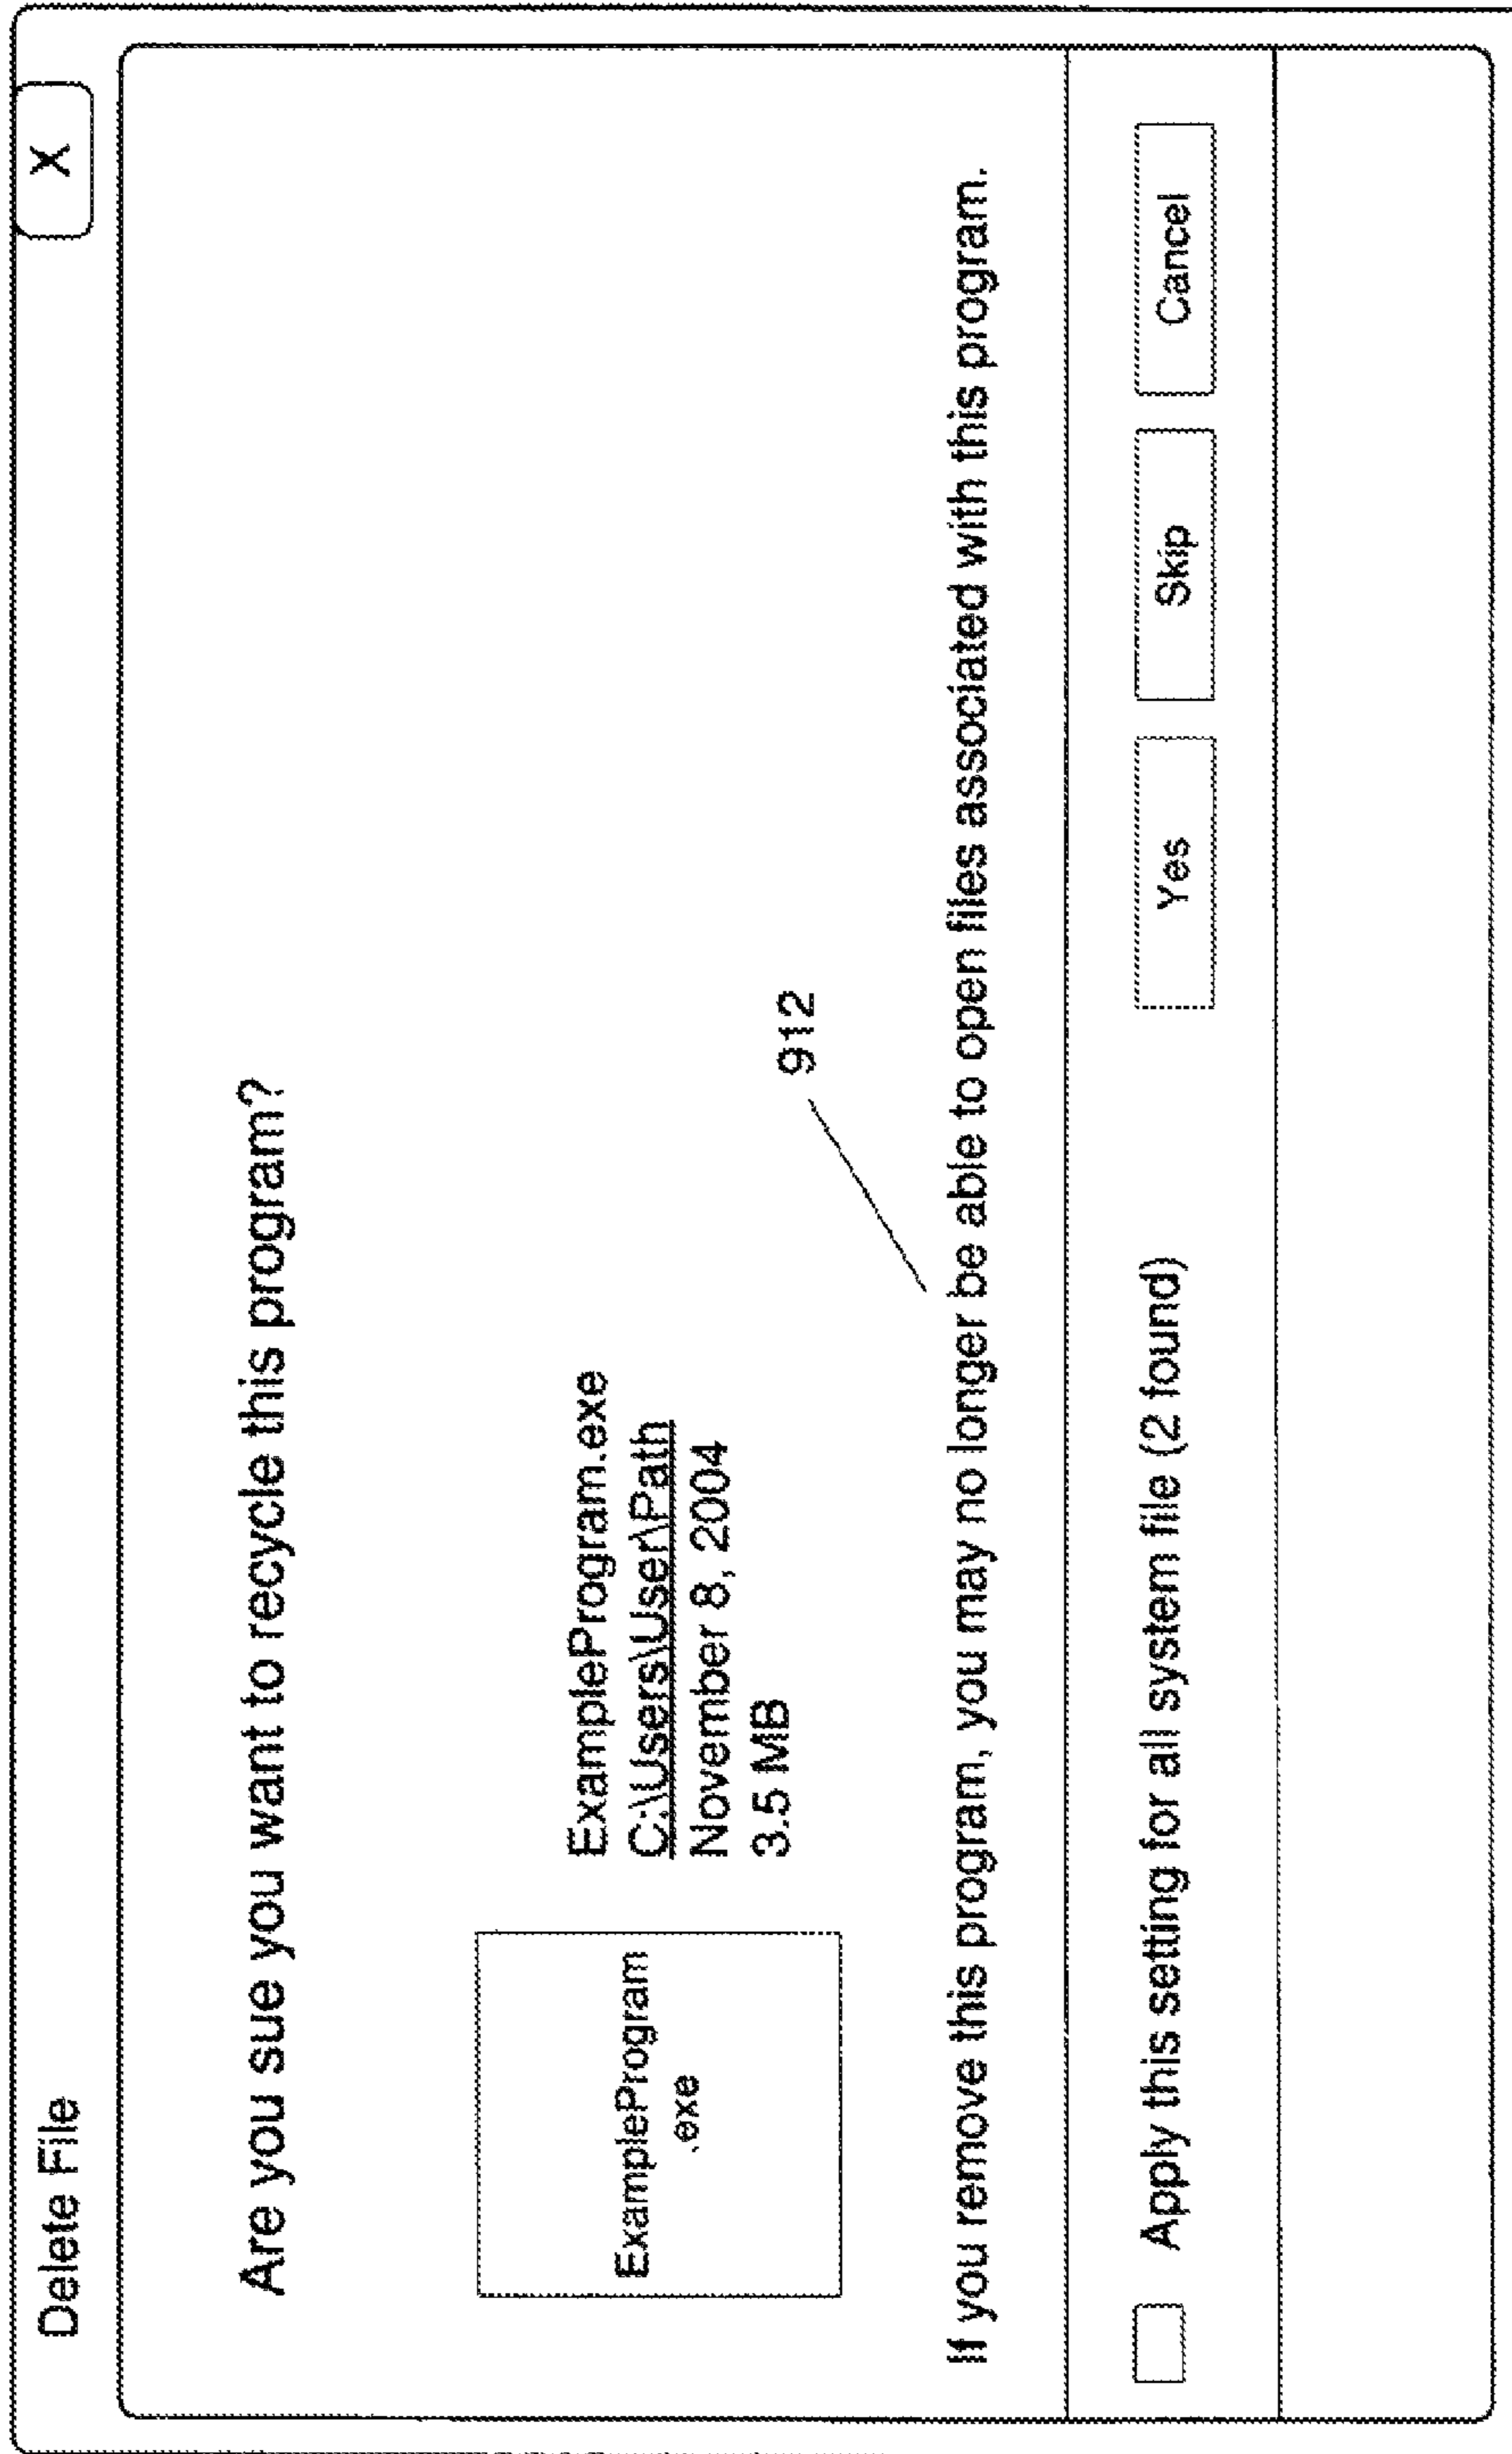 Delete File
X
Are you sue you want to recycle this program?
ExampleProgram
.exe
ExampleProgram.exe
C:\Users\User\Path
November 8, 2004
3.5 MB
912
If you remove this program, you may no longer be able to open files associated with this program.
Apply this setting for all system file (2 found)
Yes
Skip
Cancel